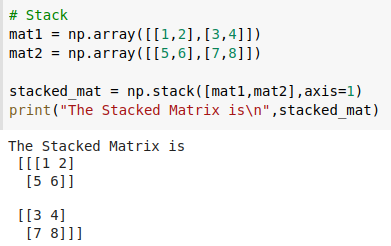 # Stack
mat1 = np.array([[1,2],[3,4]])
mat2 = np.array([[5,6],[7,8]])
stacked_mat = np.stack([mat1,mat2],axis=1)
print("The Stacked Matrix is\n",stacked_mat)
The Stacked Matrix is
 [[[1 2]
  [5 6]]
 [[3 4]
  [7 8]]]